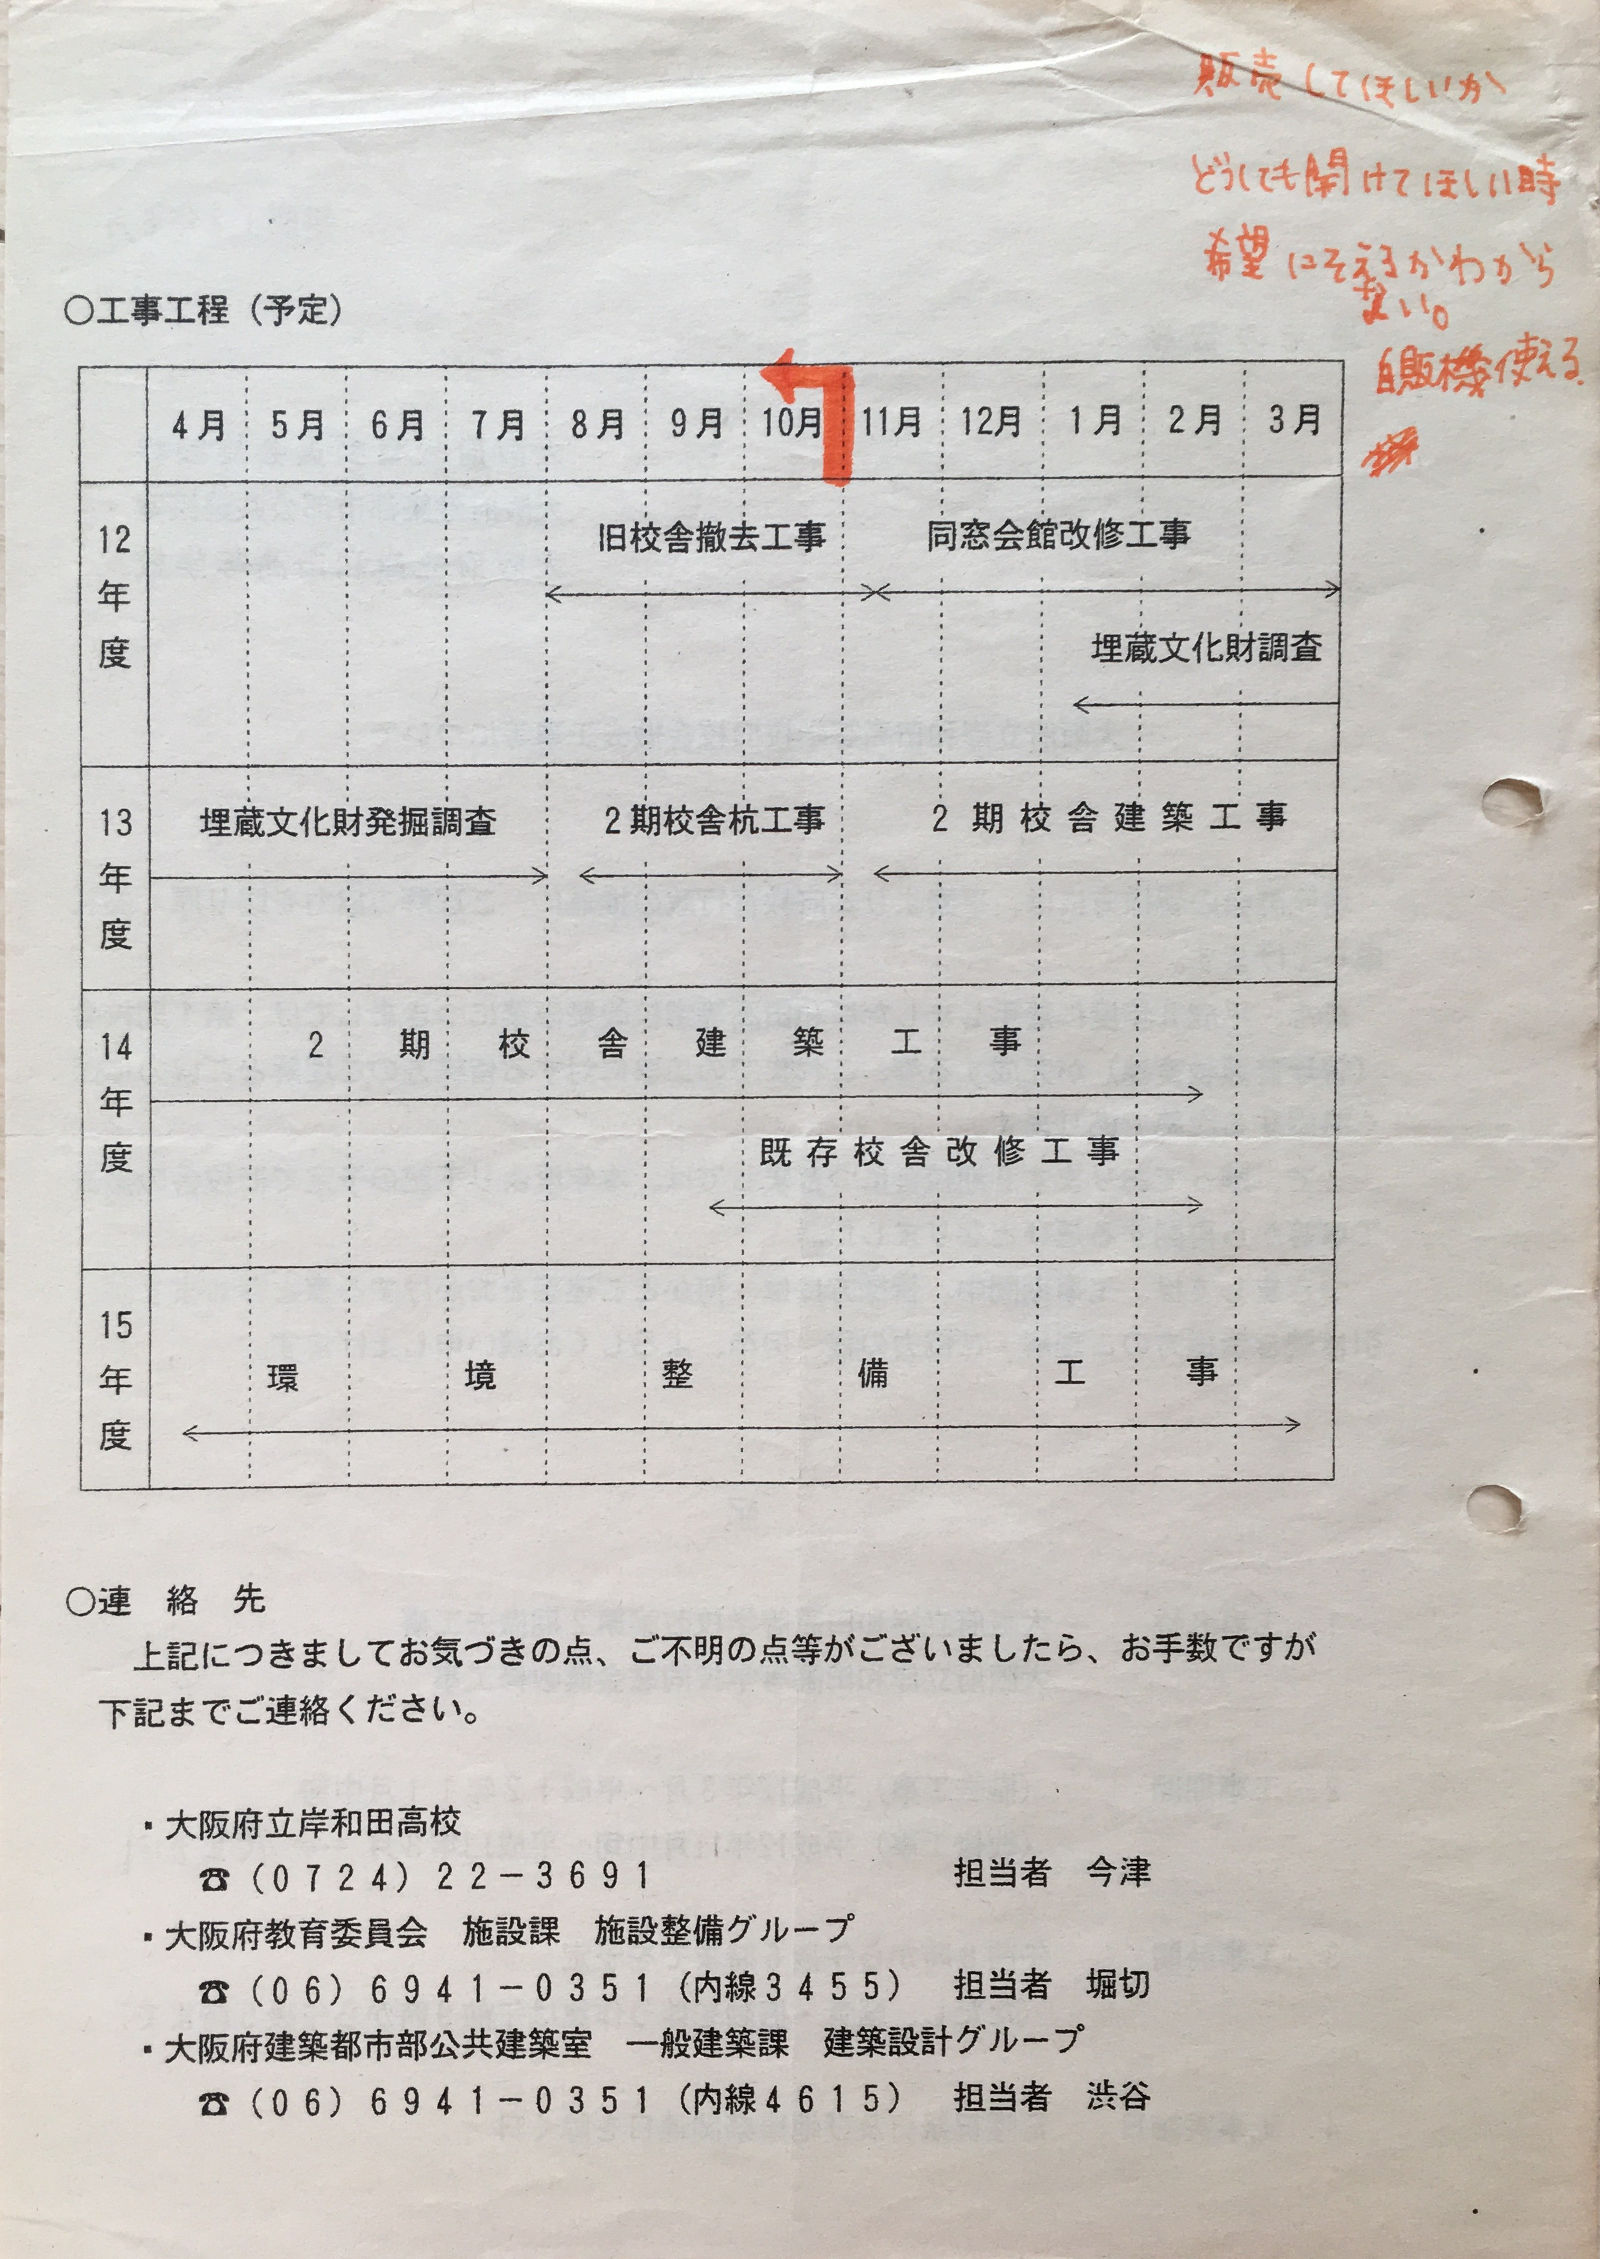 販売してほしいか
どうしても開けてほしい時
希望にそえるかわから
ない。
自販機使える
○工事工程（予定）
4月 5月 6月 7月 8月 9月 10月 11月 12月 1月 2月 3月
12年度
旧校舎撤去工事 同窓会館改修工事
埋蔵文化財調査
13年度
埋蔵文化財発掘調査 2期校舎杭工事 2期校舎建築工事
14年度
2期校舎建築工事
既存校舎改修工事
15年度
環境整備工事
○連絡先
上記につきましてお気づきの点、ご不明の点等がございましたら、お手数ですが
下記までご連絡ください。
・大阪府立岸和田高校
☎（0724）22－3691 担当者 今津
・大阪府教育委員会 施設課 施設整備グループ
☎（06）6941－0351（内線3455） 担当者 堀切
・大阪府建築都市部公共建築室 一般建築課 建築設計グループ
☎（06）6941－0351（内線4615） 担当者 渋谷